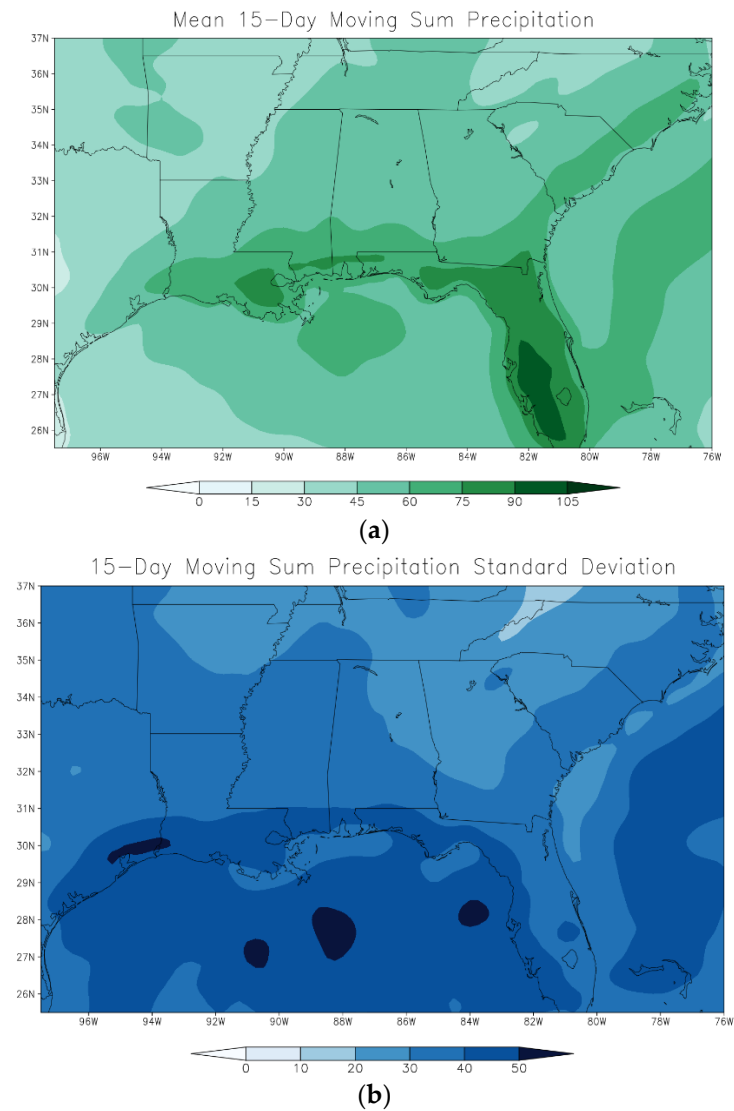 Mean 15-Day Moving Sum Precipitation
37N
36N
35N
34N
33N
32N
31N
30N
29N
28N
27N
26N
96W 94W 92W 90W 88W 86W 84W 82W 80W 78W 76W
0 15 30 45 60 75 90 105
(a)
15-Day Moving Sum Precipitation Standard Deviation
37N
36N
35N
34N
33N
32N
31N
30N
29N
28N
27N
26N
96W 94W 92W 90W 88W 86W 84W 82W 80W 78W 76W
0 10 20 30 40 50
(b)